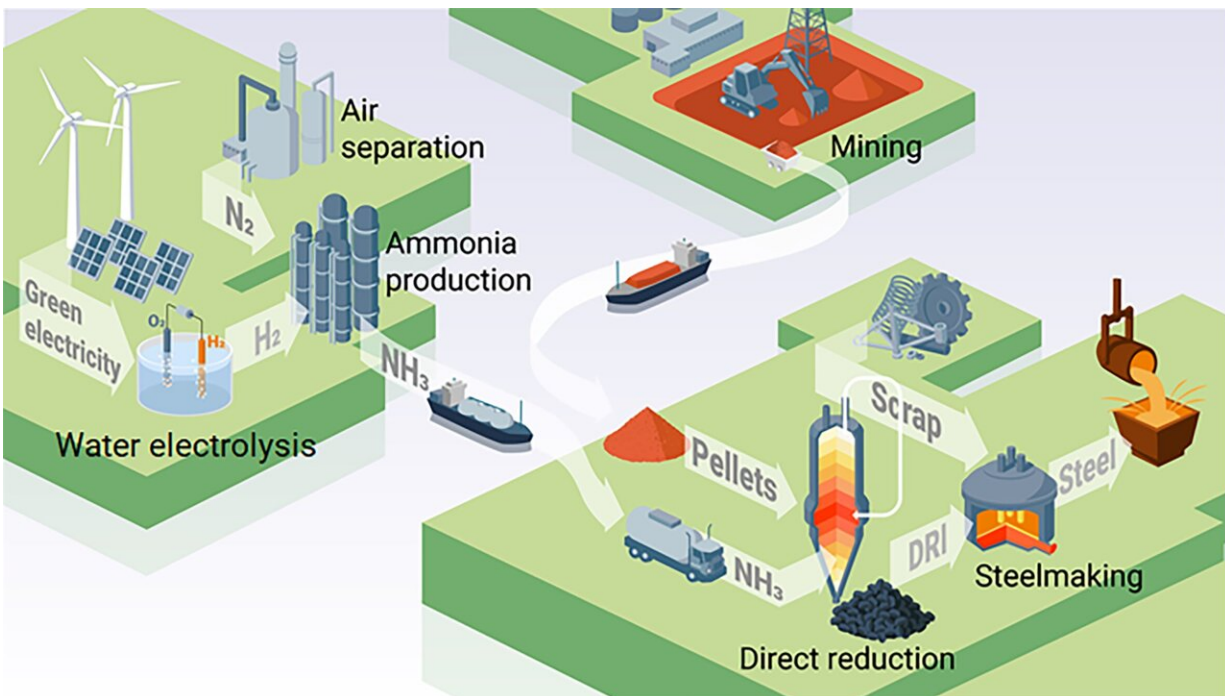 Air
separation
N₂
Ammonia
production
Green
electricity
O₂
H₂
H₂
Water electrolysis
NH₃
Mining
Pellets
Scrap
NH₃
DRI
Steel
Steelmaking
Direct reduction